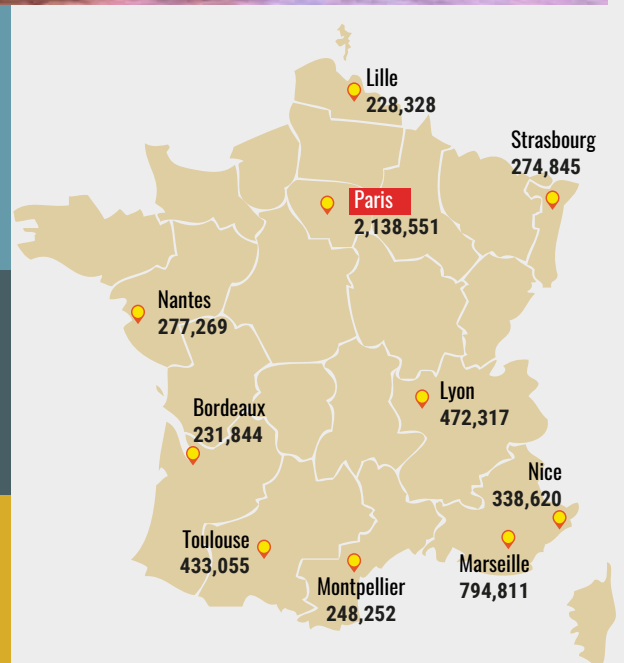 Lille
228,328
Strasbourg
274,845
Paris
2,138,551
Nantes
277,269
Lyon
472,317
Bordeaux
231,844
Nice
338,620
Toulouse
433,055
Marseille
794,811
Montpellier
248,252